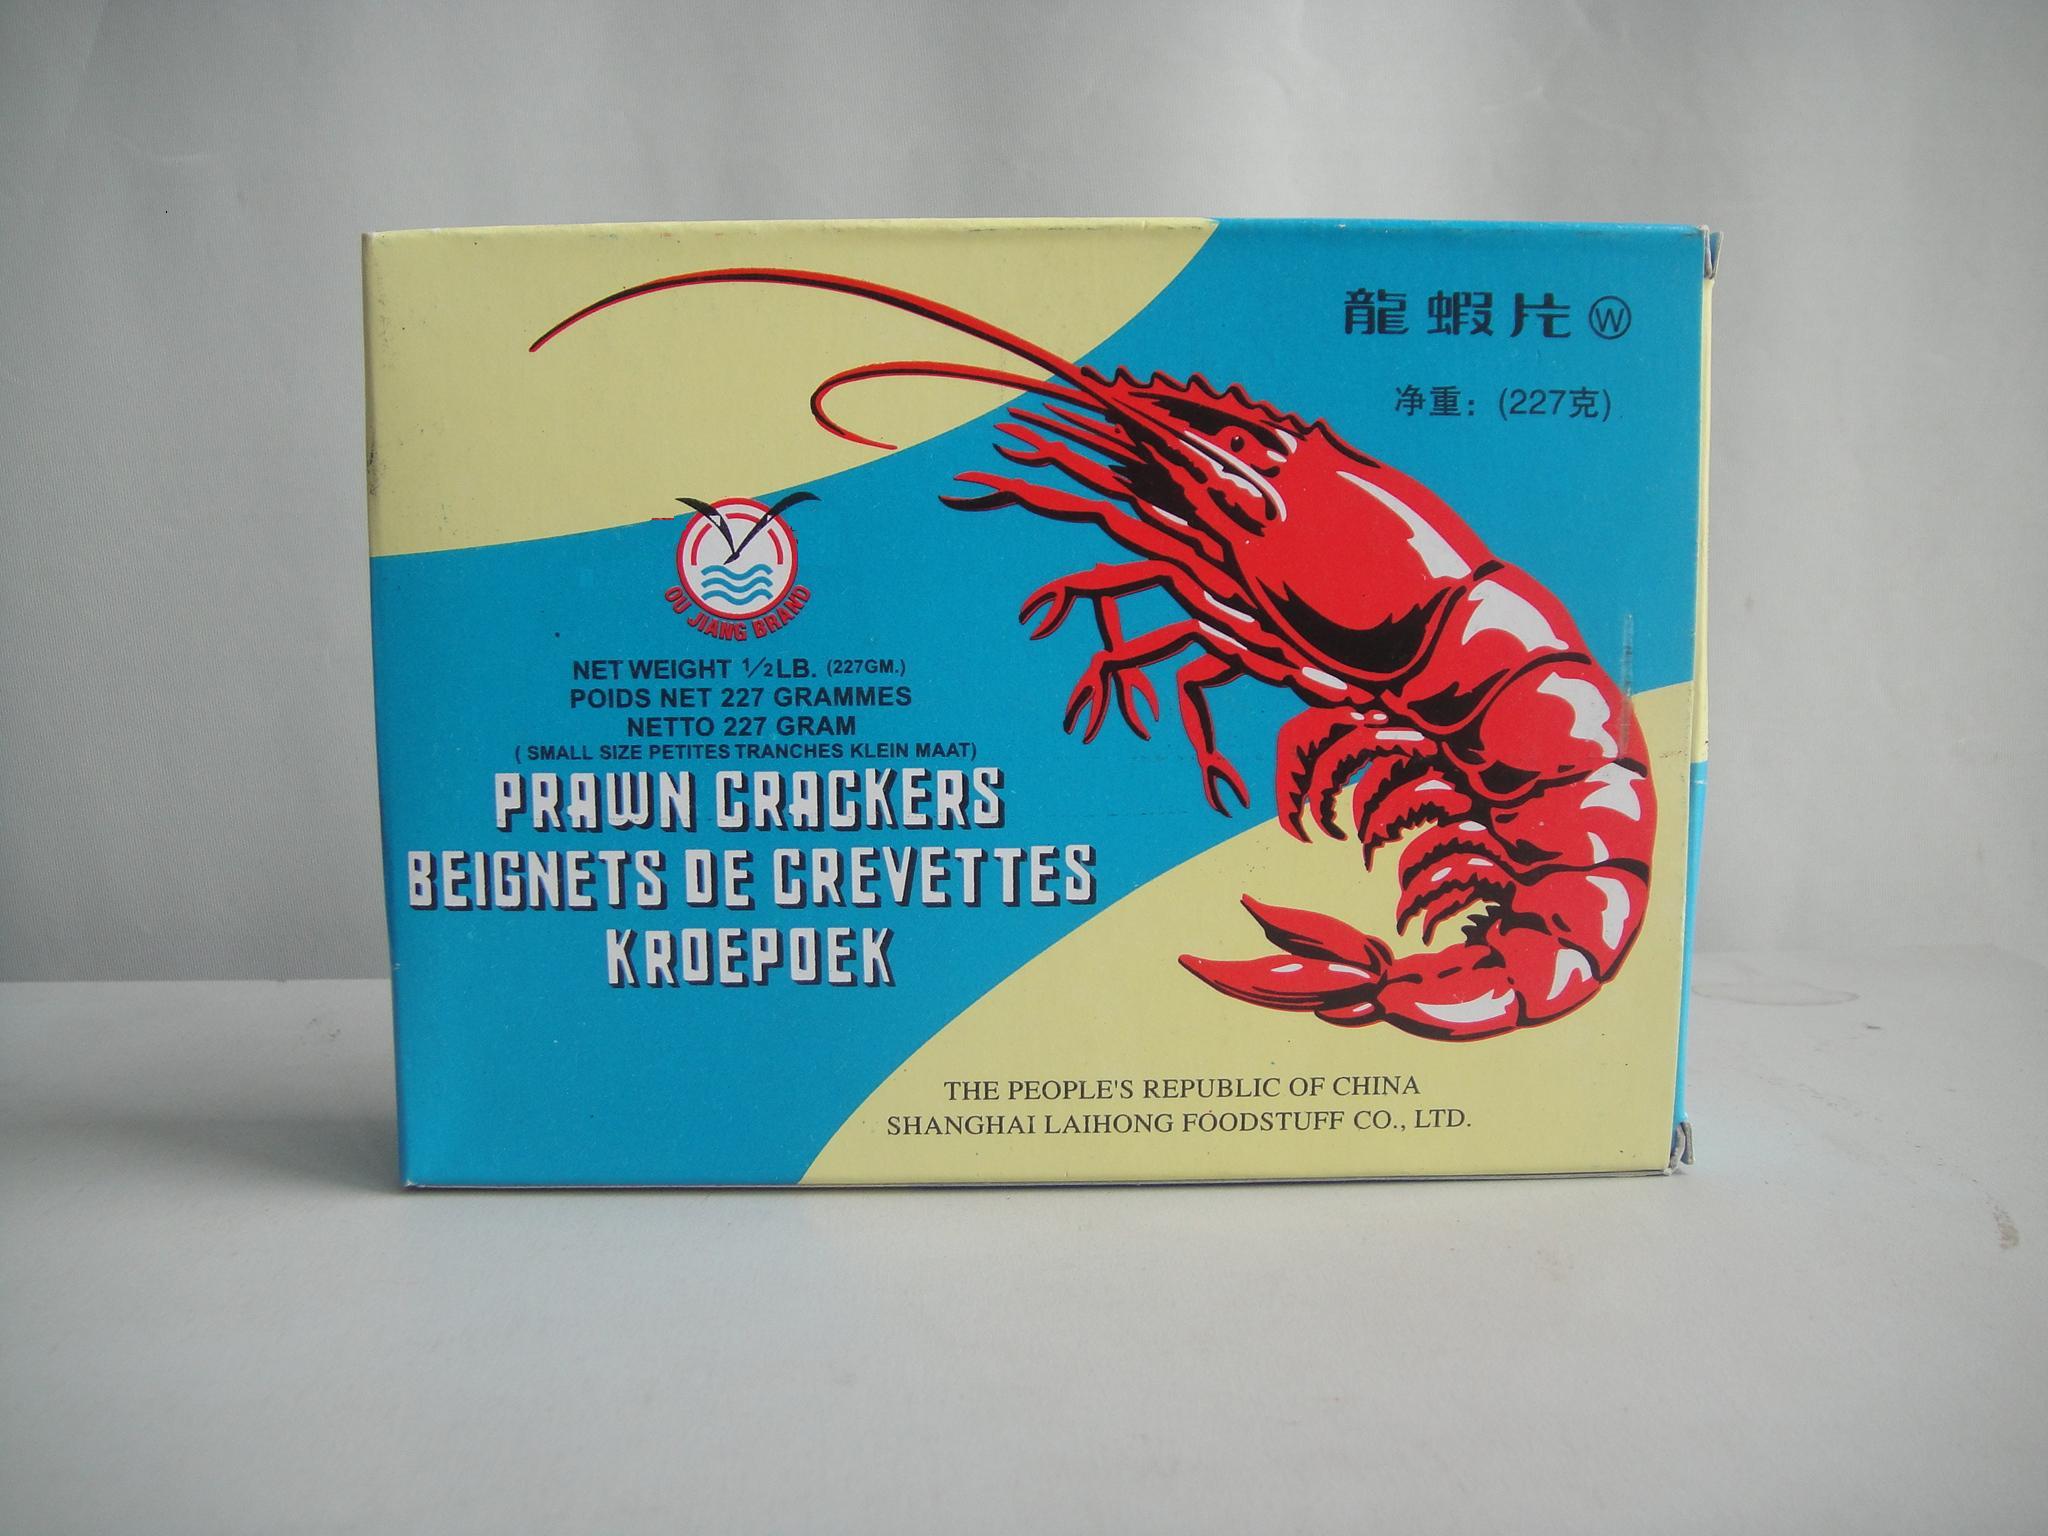 龍蝦片 Ⓦ
净重：(227克)
OU JIANG BRAND
NET WEIGHT 1/2LB. (227GM.)
POIDS NET 227 GRAMMES
NETTO 227 GRAM
( SMALL SIZE PETITES TRANCHES KLEIN MAAT)
PRAWN CRACKERS
BEIGNETS DE CREVETTES
KROEPOEK
THE PEOPLE'S REPUBLIC OF CHINA
SHANGHAI LAIHONG FOODSTUFF CO., LTD.